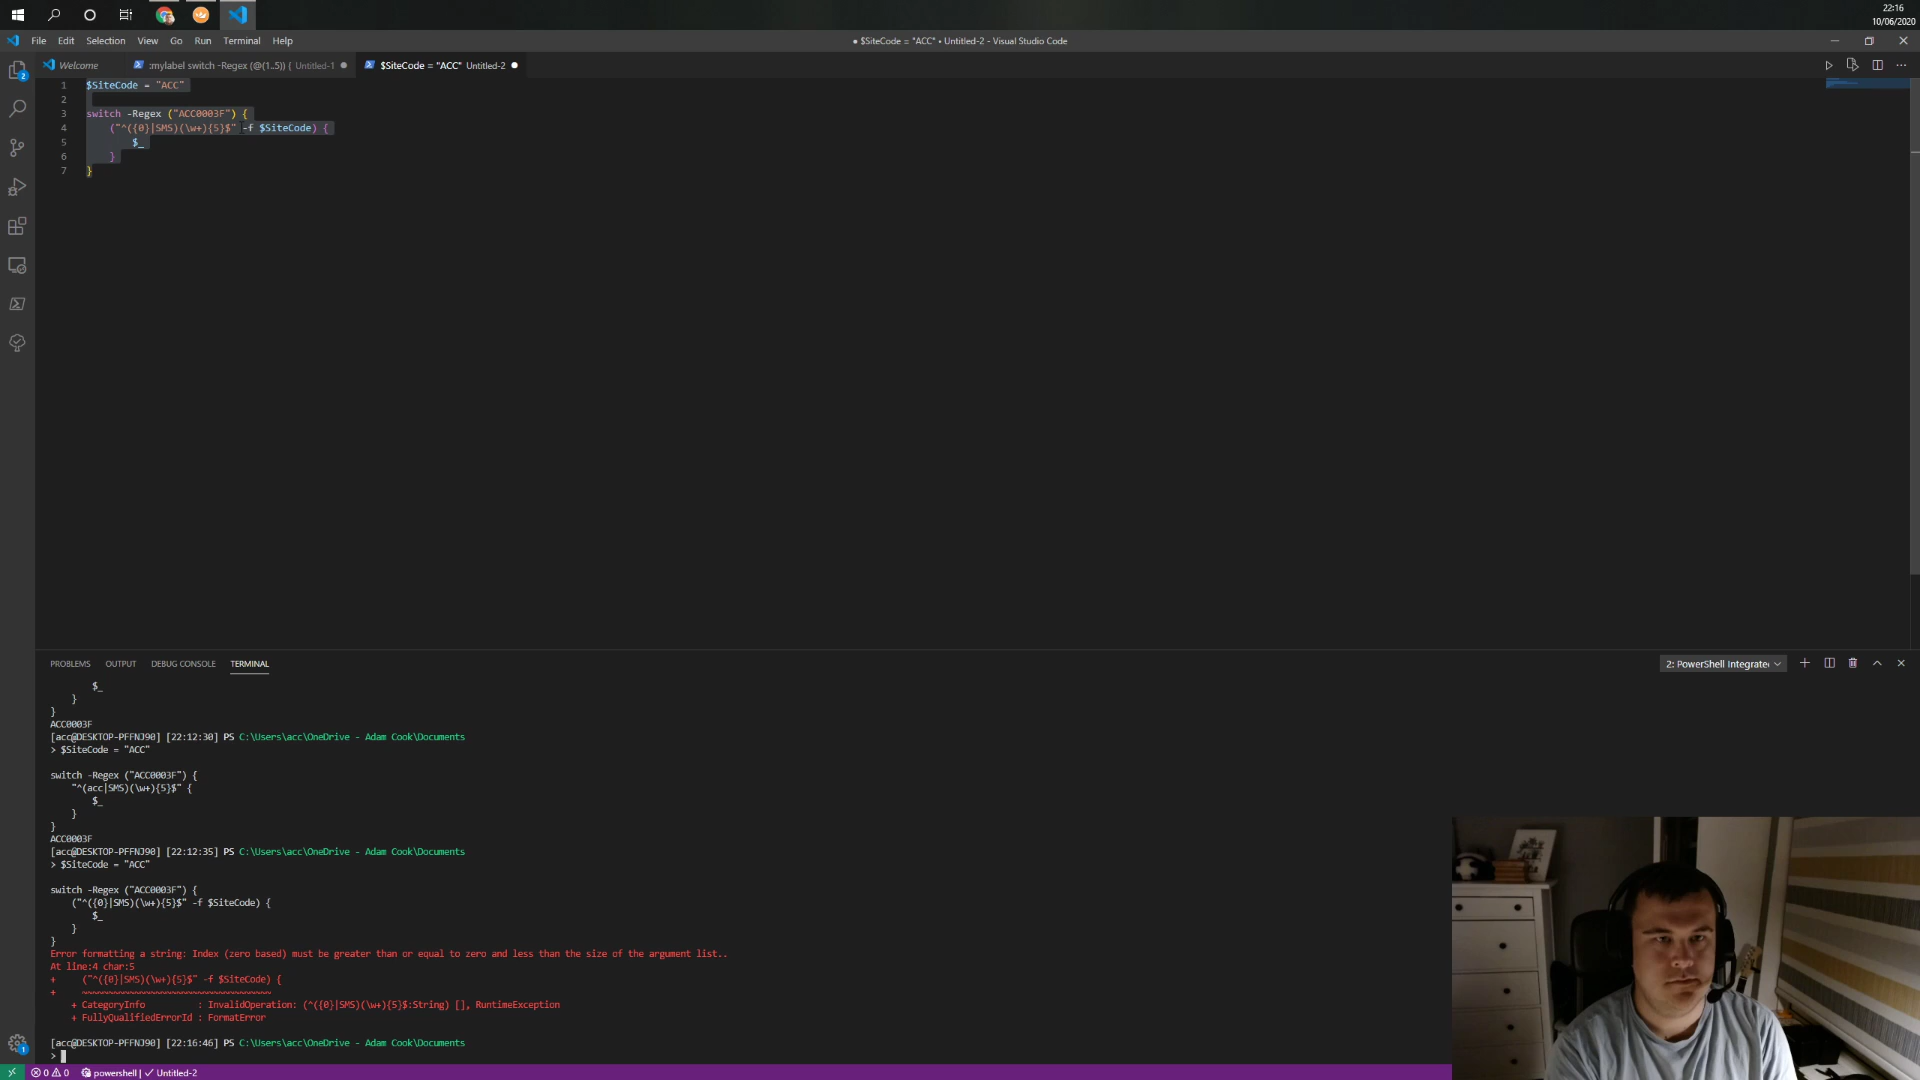 22:16
10/06/2020
File Edit Selection View Go Run Terminal Help
● $SiteCode = "ACC" • Untitled-2 - Visual Studio Code
Welcome
:mylabel switch -Regex (@(1..5)) { Untitled-1 ●
$SiteCode = "ACC" Untitled-2 ●
1 $SiteCode = "ACC"
2
3 switch -Regex ("ACC0003F") {
4 ("^({0}|SMS)(\w+){5}$" -f $SiteCode) {
5 $_
6 }
7 }
2
PROBLEMS OUTPUT DEBUG CONSOLE TERMINAL
2: PowerShell Integrate
$_
}
}
ACC0003F
[acc@DESKTOP-PFFNJ90] [22:12:30] PS C:\Users\acc\OneDrive - Adam Cook\Documents
> $SiteCode = "ACC"
switch -Regex ("ACC0003F") {
"^(acc|SMS)(\w+){5}$" {
$_
}
}
ACC0003F
[acc@DESKTOP-PFFNJ90] [22:12:35] PS C:\Users\acc\OneDrive - Adam Cook\Documents
> $SiteCode = "ACC"
switch -Regex ("ACC0003F") {
("^({0}|SMS)(\w+){5}$" -f $SiteCode) {
$_
}
}
Error formatting a string: Index (zero based) must be greater than or equal to zero and less than the size of the argument list..
At line:4 char:5
+ ("^({0}|SMS)(\w+){5}$" -f $SiteCode) {
+ ~~~~~~~~~~~~~~~~~~~~~~~~~~~~~~~~~~~~
+ CategoryInfo : InvalidOperation: (^({0}|SMS)(\w+){5}$:String) [], RuntimeException
+ FullyQualifiedErrorId : FormatError
[acc@DESKTOP-PFFNJ90] [22:16:46] PS C:\Users\acc\OneDrive - Adam Cook\Documents
>
1
0 0 powershell | ✓ Untitled-2